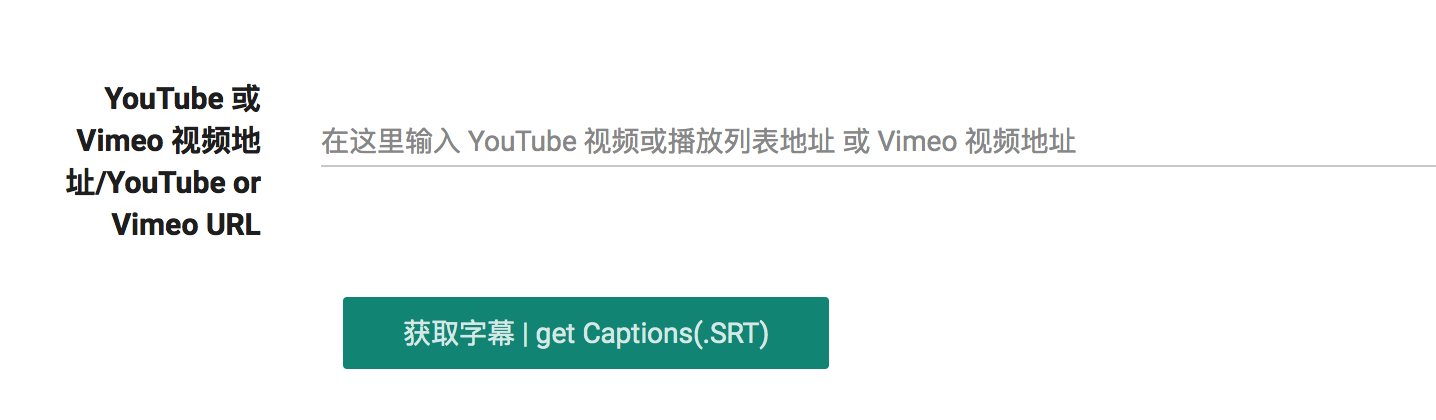 YouTube 或
Vimeo 视频地
址/YouTube or
Vimeo URL
在这里输入 YouTube 视频或播放列表地址 或 Vimeo 视频地址
获取字幕 | get Captions(.SRT)